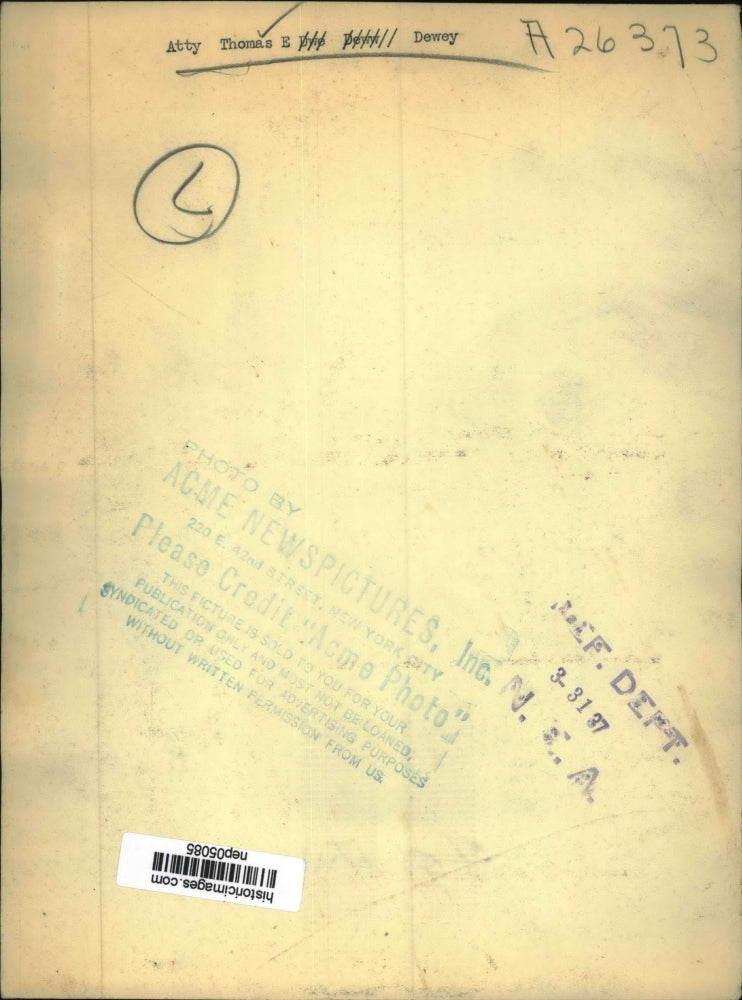 Atty Thomas E Dewey
A 26373
L
PHOTO BY
ACME NEWSPICTURES, Inc.
220 E. 42nd STREET, NEW YORK CITY
Please Credit "Acme Photo"
THIS PICTURE IS SOLD TO YOU FOR YOUR
PUBLICATION ONLY AND MUST NOT BE LOANED,
SYNDICATED OR USED FOR ADVERTISING PURPOSES
WITHOUT WRITTEN PERMISSION FROM US.
REF. DEPT.
3-31 37
N. E. A.
historicimages.com
nep05085